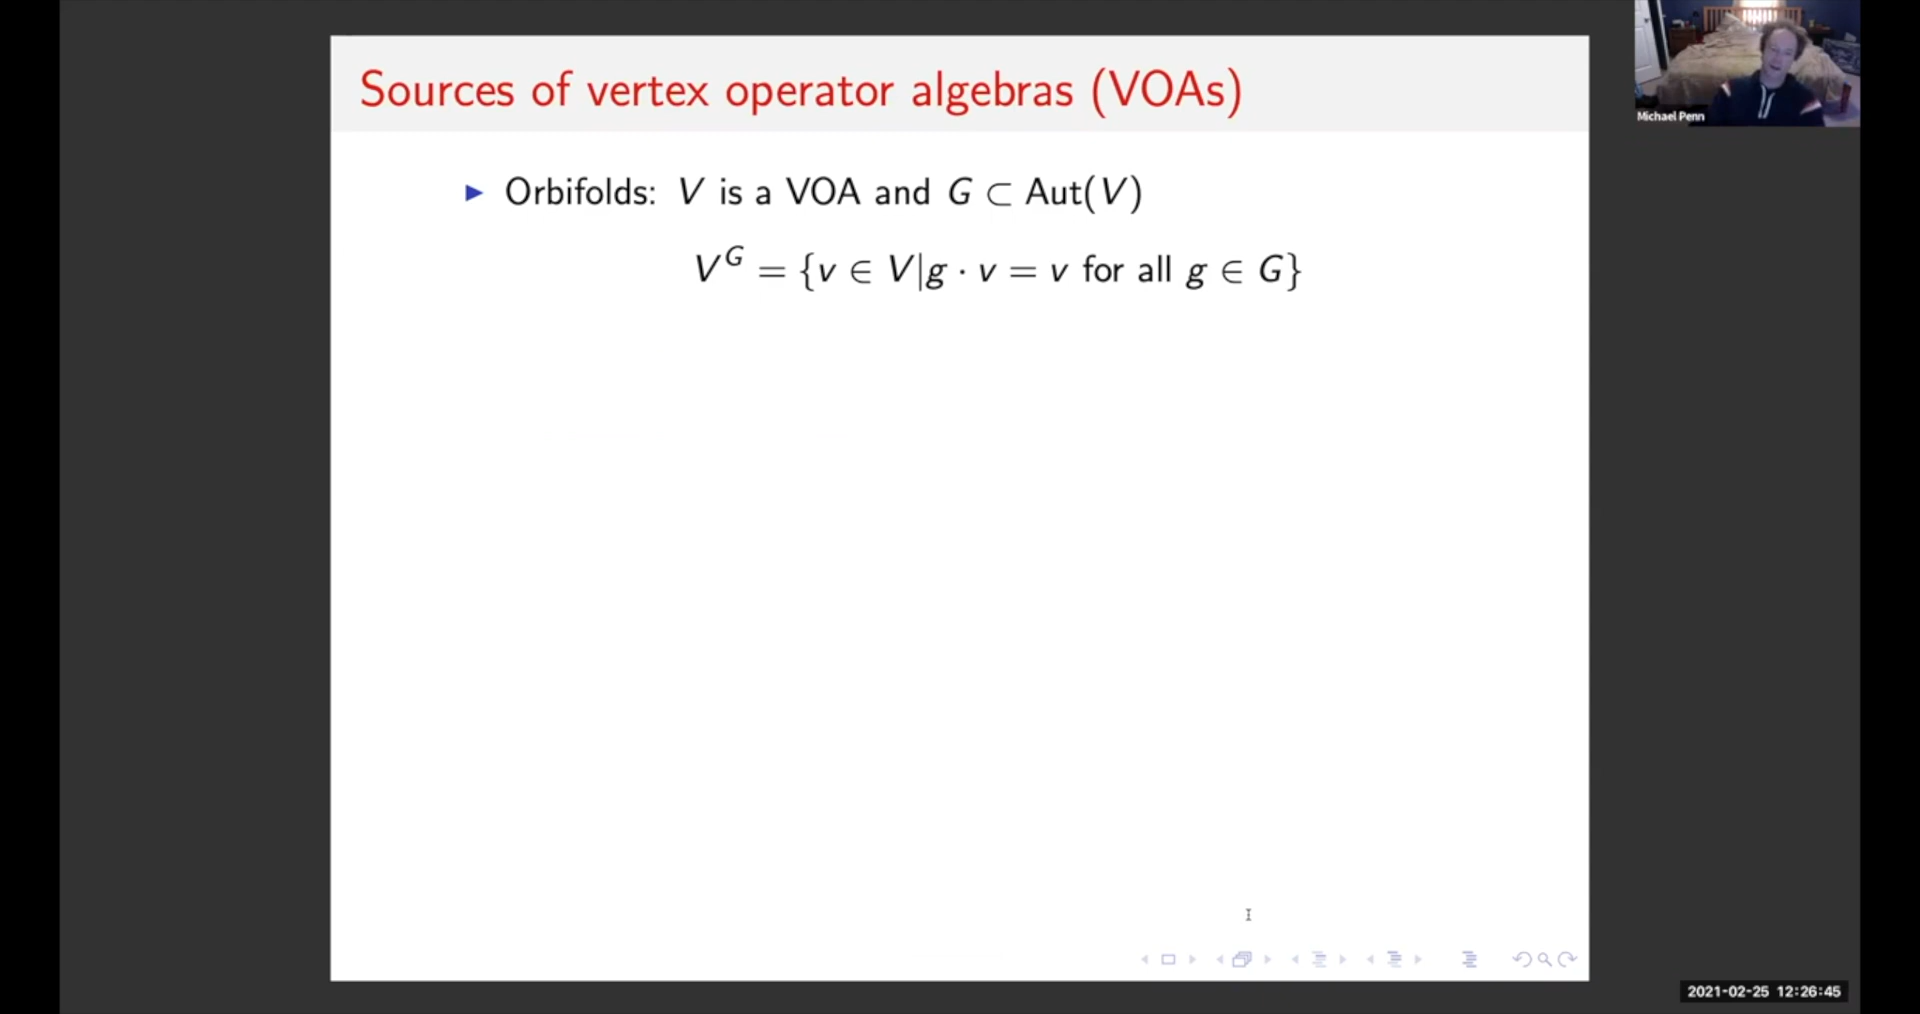 Sources of vertex operator algebras (VOAs)
Michael Penn
▶ Orbifolds: V is a VOA and G ⊂ Aut(V)
V^G = {v ∈ V|g · v = v for all g ∈ G}
2021-02-25 12:26:45